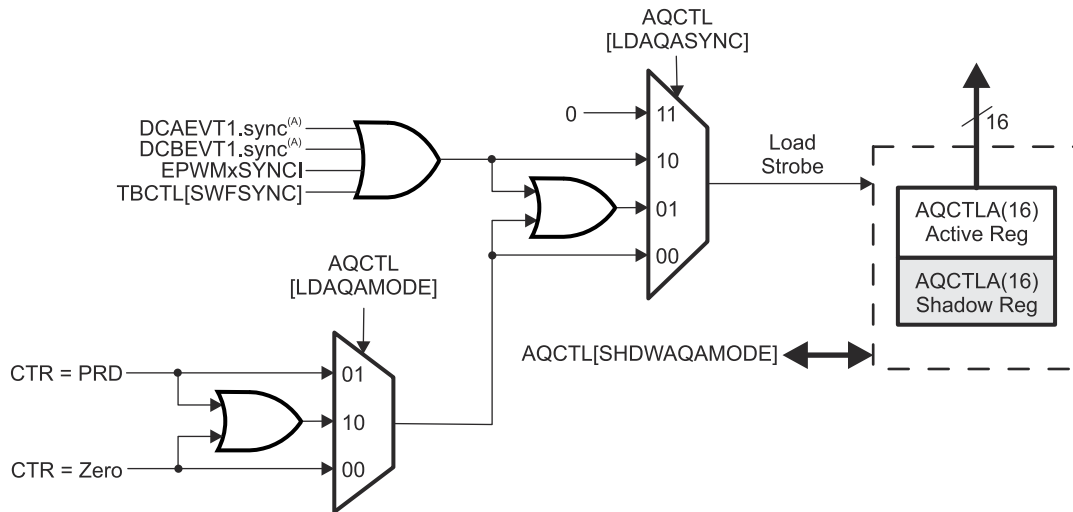 AQCTL
[LDAQASYNC]
0
11
16
DCAEVT1.sync(A)
DCBEVT1.sync(A)
EPWMxSYNCI
TBCTL[SWFSYNC]
10
Load
Strobe
01
AQCTLA(16)
Active Reg
00
AQCTL
[LDAQAMODE]
AQCTLA(16)
Shadow Reg
AQCTL[SHDWAQAMODE]
CTR = PRD
01
10
CTR = Zero
00